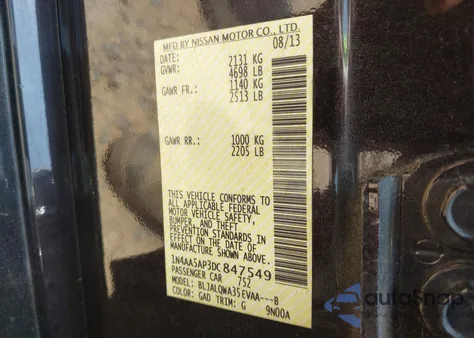 MFD BY NISSAN MOTOR CO., LTD.
DATE: 08/13
GVWR: 2131 KG
4698 LB
GAWR FR.: 1140 KG
2513 LB
GAWR RR.: 1000 KG
2205 LB
THIS VEHICLE CONFORMS TO
ALL APPLICABLE FEDERAL
MOTOR VEHICLE SAFETY,
BUMPER, AND THEFT
PREVENTION STANDARDS IN
EFFECT ON THE DATE OF
MANUFACTURE SHOWN ABOVE.
1N4AA5AP3DC847549
PASSENGER CAR 752
MODEL: BLJALQWA35EVAA---B
COLOR: GAD TRIM: G 9N00A
autoSnap